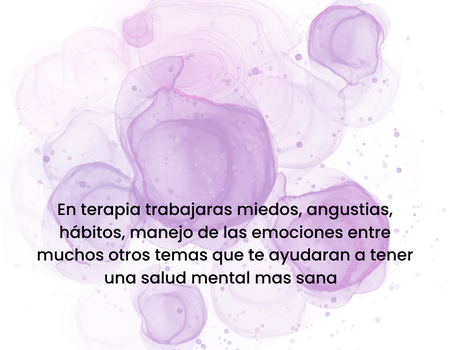 En terapia trabajaras miedos, angustias,
hábitos, manejo de las emociones entre
muchos otros temas que te ayudaran a tener
una salud mental mas sana